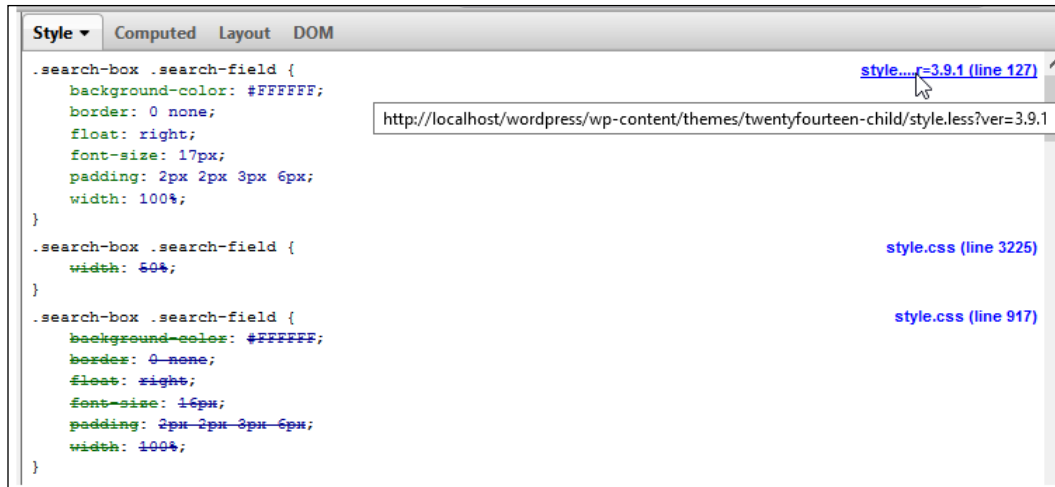 Style ▾ Computed Layout DOM
.search-box .search-field { style....r=3.9.1 (line 127)
background-color: #FFFFFF;
border: 0 none; http://localhost/wordpress/wp-content/themes/twentyfourteen-child/style.less?ver=3.9.1
float: right;
font-size: 17px;
padding: 2px 2px 3px 6px;
width: 100%;
}
.search-box .search-field { style.css (line 3225)
width: 50%;
}
.search-box .search-field { style.css (line 917)
background-color: #FFFFFF;
border: 0 none;
float: right;
font-size: 16px;
padding: 2px 2px 3px 6px;
width: 100%;
}